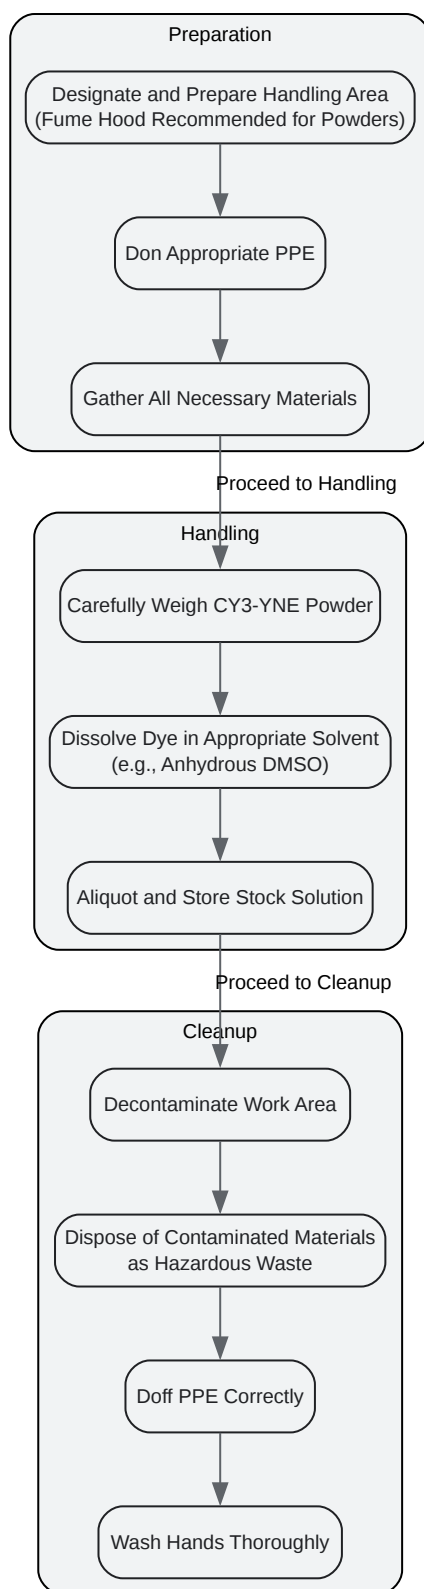 Preparation
Designate and Prepare Handling Area
(Fume Hood Recommended for Powders)
Don Appropriate PPE
Gather All Necessary Materials
Proceed to Handling
Handling
Carefully Weigh CY3-YNE Powder
Dissolve Dye in Appropriate Solvent
(e.g., Anhydrous DMSO)
Aliquot and Store Stock Solution
Proceed to Cleanup
Cleanup
Decontaminate Work Area
Dispose of Contaminated Materials
as Hazardous Waste
Doff PPE Correctly
Wash Hands Thoroughly